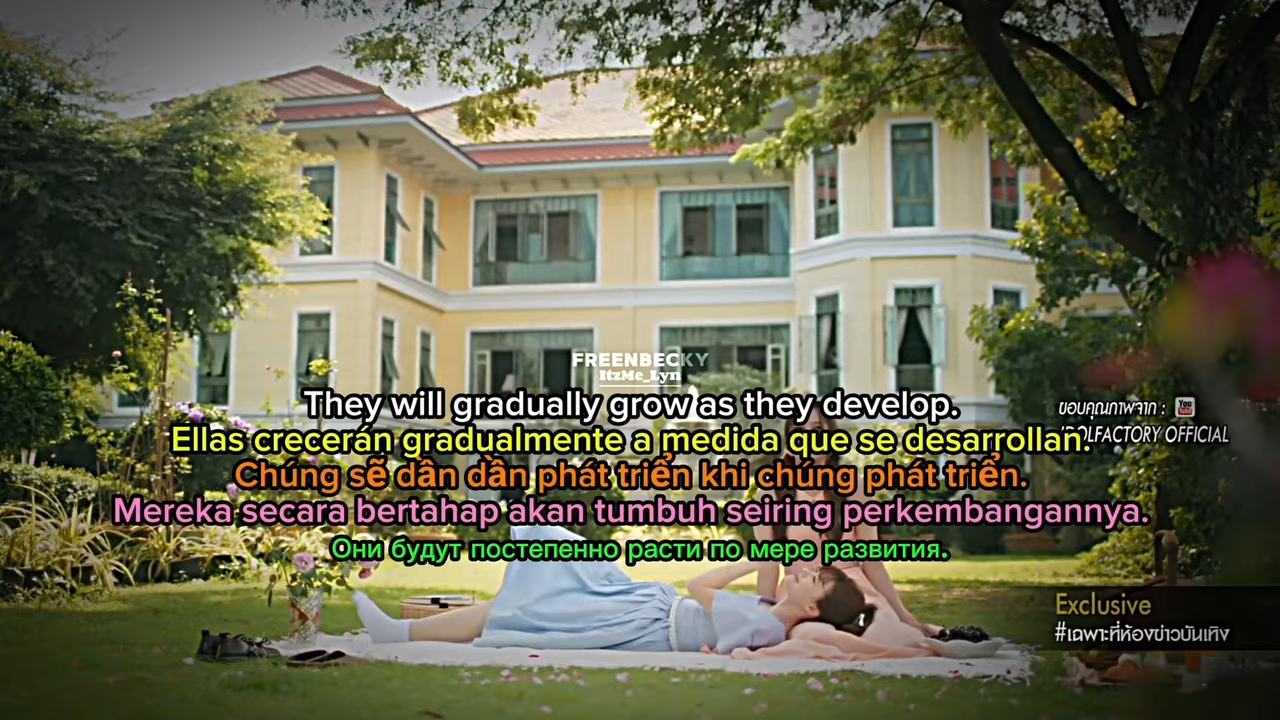 FREENBECKY
ItzMe_Lyn
They will gradually grow as they develop.
Ellas crecerán gradualmente a medida que se desarrollan.
Chúng sẽ dần dần phát triển khi chúng phát triển.
Mereka secara bertahap akan tumbuh seiring perkembangannya.
Они будут постепенно расти по мере развития.
ขอบคุณภาพจาก : You Tube
IDOLFACTORY OFFICIAL
Exclusive
#เฉพาะที่ห้องข่าวบันเทิง